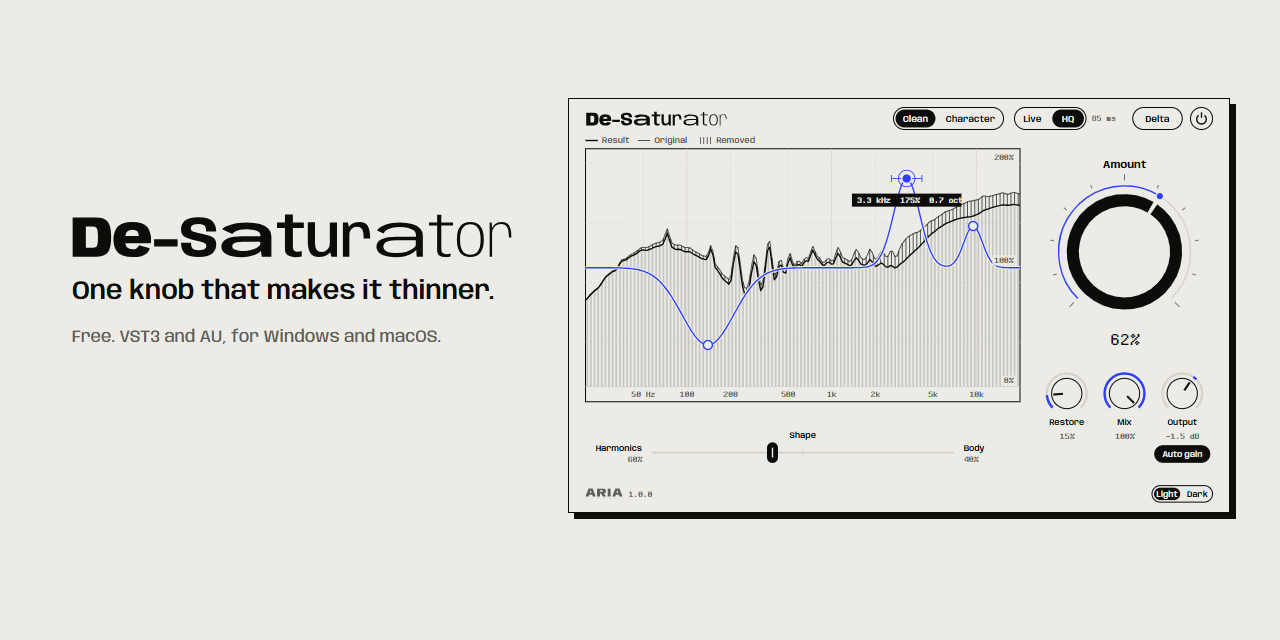 De-Saturator
One knob that makes it thinner.
Free. VST3 and AU, for Windows and macOS.
De-Saturator
Clean Character
Live HQ 85 ms
Delta
Result Original Removed
200%
3.3 kHz 175% 0.7 oct
100%
0%
50 Hz 100 200 500 1k 2k 5k 10k
Amount
62%
Restore Mix Output
15% 100% -1.5 dB
Auto gain
Shape
Harmonics Body
60% 40%
ARIA 1.0.0
Light Dark